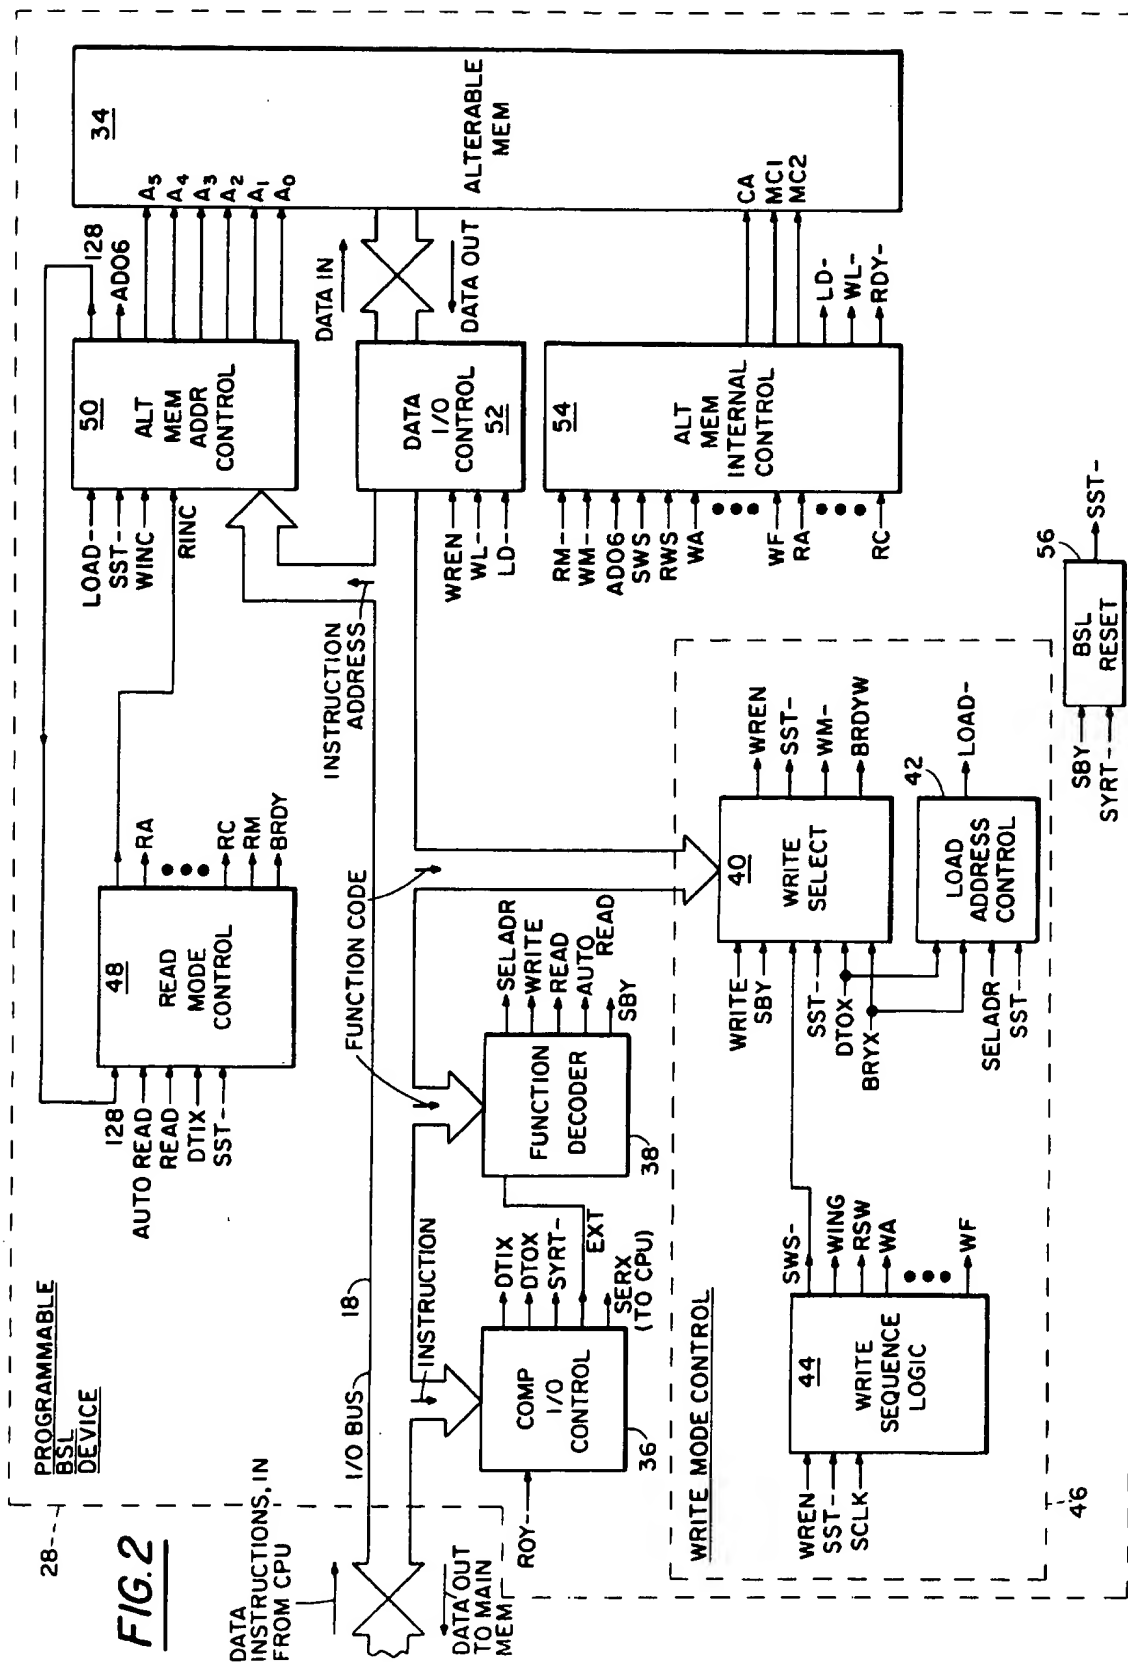 FIG. 2
28
PROGRAMMABLE
BSL
DEVICE
DATA
INSTRUCTIONS, IN
FROM CPU
DATA OUT
TO MAIN
MEM
I/O BUS
18
INSTRUCTION
FUNCTION CODE
INSTRUCTION
ADDRESS
128
AUTO READ
READ
DTIX
SST-
48
READ
MODE
CONTROL
RA
RC
RM
BRDY
LOAD-
SST-
WINC
RINC
50
ALT
MEM
ADDR
CONTROL
128
ADO6
A5
A4
A3
A2
A1
A0
34
ALTERABLE
MEM
CA
MC1
MC2
DATA IN
DATA OUT
DATA
I/O
CONTROL
52
WREN
WL-
LD-
54
ALT
MEM
INTERNAL
CONTROL
RM-
WM-
ADO6
SWS-
RWS
WA
WF
RA
RC
LD-
WL-
RDY-
ROY
COMP
I/O
CONTROL
36
DTIX
DTOX
SYRT-
EXT
SERX
(TO CPU)
FUNCTION
DECODER
38
SELADR
WRITE
READ
AUTO
READ
SBY
WRITE MODE CONTROL
46
WREN
SST-
SCLK
44
WRITE
SEQUENCE
LOGIC
SWS-
WING
RSW
WA
WF
WRITE
SBY
SST-
DTOX
BRYX
40
WRITE
SELECT
WREN
SST-
WM-
BRDYW
SELADR
SST-
42
LOAD
ADDRESS
CONTROL
LOAD-
SBY
SYRT-
BSL
RESET
56
SST-